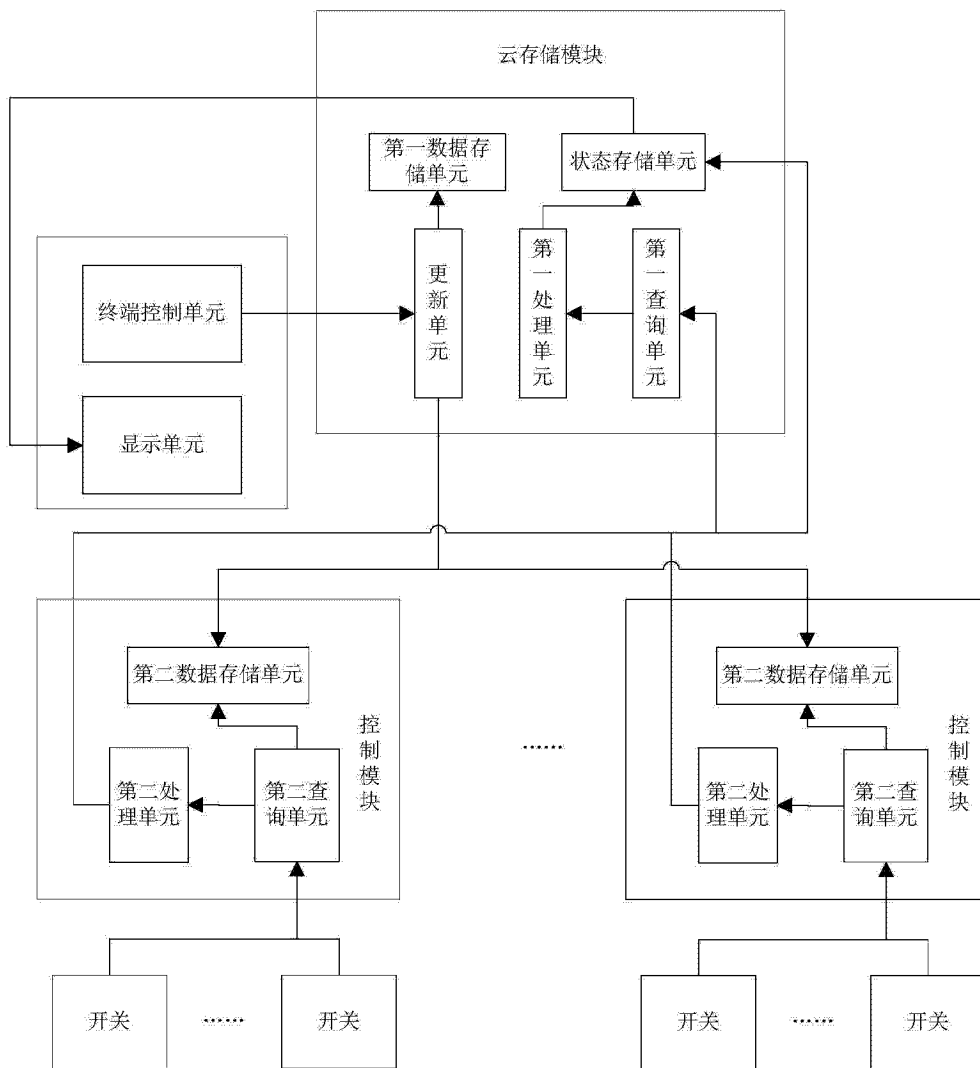 云存储模块
第一数据存
储单元
状态存储单元
更新单元
第一处理单元
第一查询单元
终端控制单元
显示单元
第二数据存储单元
控制模块
第二处
理单元
第二查
询单元
……
第二数据存储单元
控制模块
第二处
理单元
第二查
询单元
开关
……
开关
开关
……
开关